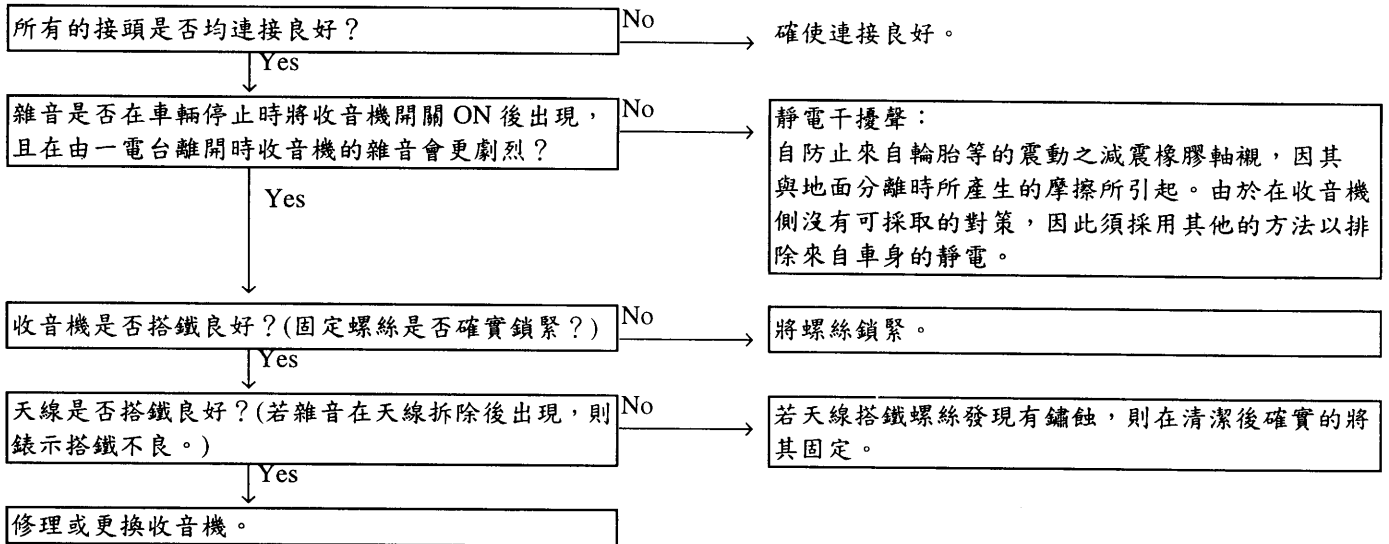 所有的接頭是否均連接良好？
No
確使連接良好。
Yes
雜音是否在車輛停止時將收音機開關 ON 後出現，
且在由一電台離開時收音機的雜音會更劇烈？
No
靜電干擾聲：
自防止來自輪胎等的震動之減震橡膠軸襯，因其
與地面分離時所產生的摩擦所引起。由於在收音機
側沒有可採取的對策，因此須採用其他的方法以排
除來自車身的靜電。
Yes
收音機是否搭鐵良好？(固定螺絲是否確實鎖緊？)
No
將螺絲鎖緊。
Yes
天線是否搭鐵良好？(若雜音在天線拆除後出現，則
錶示搭鐵不良。)
No
若天線搭鐵螺絲發現有鏽蝕，則在清潔後確實的將
其固定。
Yes
修理或更換收音機。